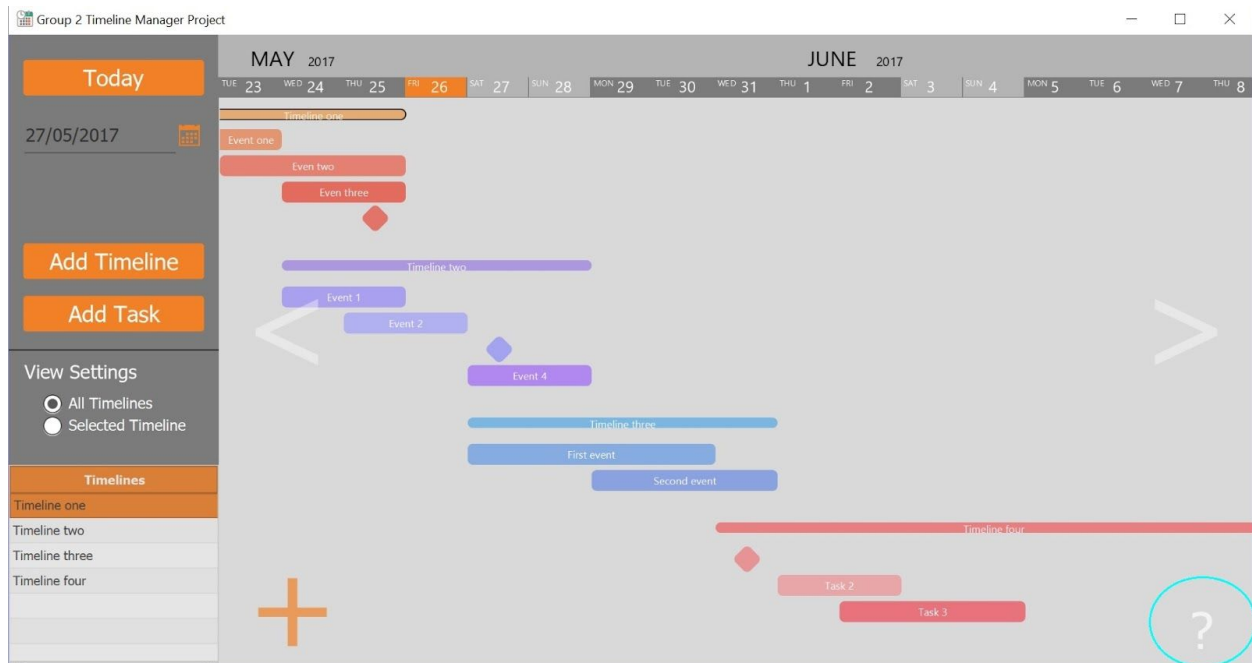 Group 2 Timeline Manager Project
Today
27/05/2017
Add Timeline
Add Task
View Settings
All Timelines
Selected Timeline
Timelines
Timeline one
Timeline two
Timeline three
Timeline four
MAY 2017
JUNE 2017
TUE 23 WED 24 THU 25 FRI 26 SAT 27 SUN 28 MON 29 TUE 30 WED 31 THU 1 FRI 2 SAT 3 SUN 4 MON 5 TUE 6 WED 7 THU 8
Timeline one
Event one
Even two
Even three
Timeline two
Event 1
Event 2
Event 4
Timeline three
First event
Second event
Timeline four
Task 2
Task 3
<
>
+
?